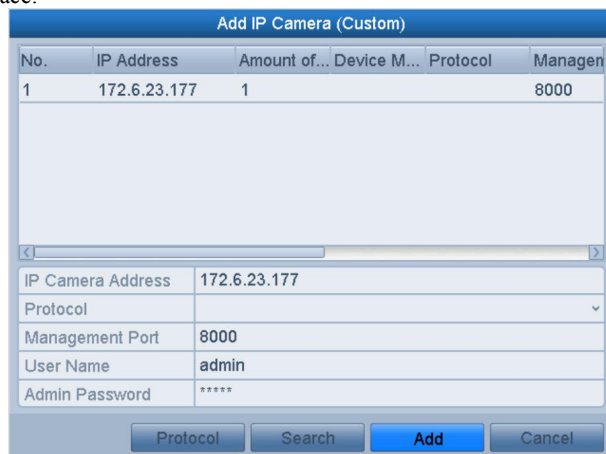 Add IP Camera (Custom)
No. IP Address Amount of... Device M... Protocol Managen
1 172.6.23.177 1 8000
IP Camera Address 172.6.23.177
Protocol
Management Port 8000
User Name admin
Admin Password *****
Protocol Search Add Cancel